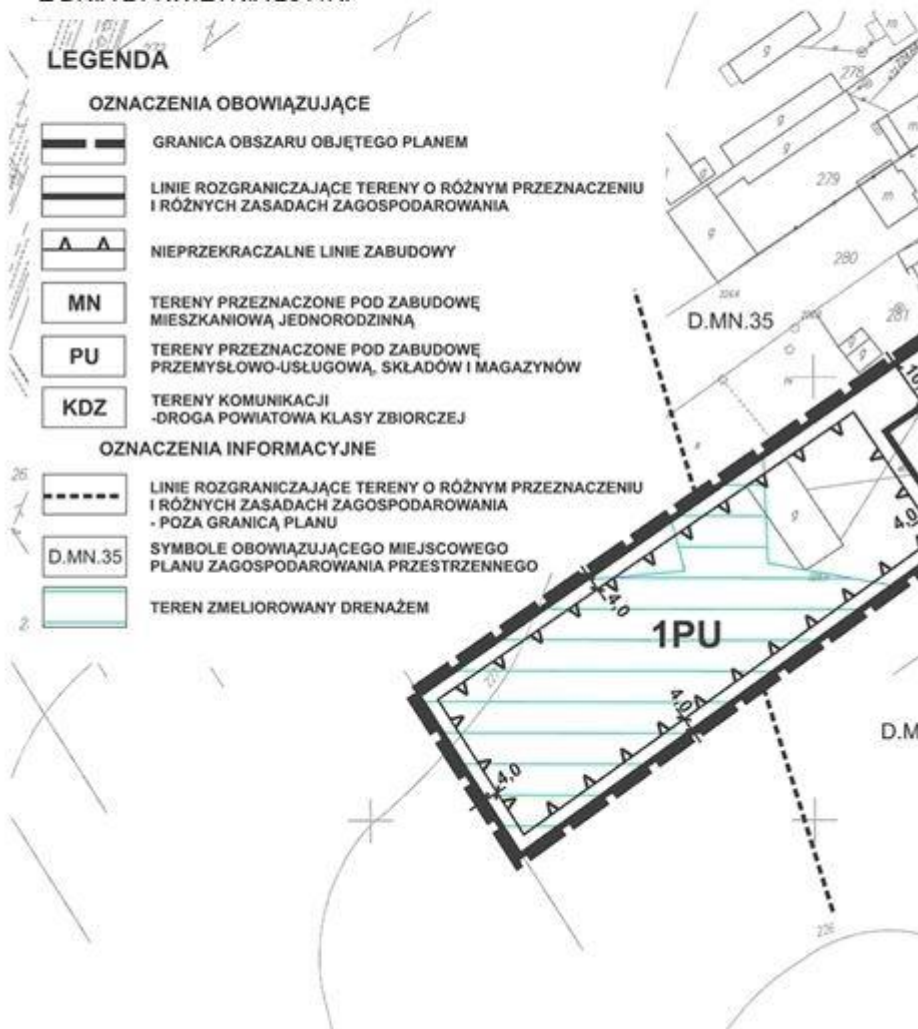 LEGENDA
OZNACZENIA OBOWIĄZUJĄCE
GRANICA OBSZARU OBJĘTEGO PLANEM
LINIE ROZGRANICZAJĄCE TERENY O RÓŻNYM PRZEZNACZENIU
I RÓŻNYCH ZASADACH ZAGOSPODAROWANIA
NIEPRZEKRACZALNE LINIE ZABUDOWY
MN
TERENY PRZEZNACZONE POD ZABUDOWĘ
MIESZKANIOWĄ JEDNORODZINNĄ
PU
TERENY PRZEZNACZONE POD ZABUDOWĘ
PRZEMYSŁOWO-USŁUGOWĄ, SKŁADÓW I MAGAZYNÓW
KDZ
TERENY KOMUNIKACJI
-DROGA POWIATOWA KLASY ZBIORCZEJ
OZNACZENIA INFORMACYJNE
LINIE ROZGRANICZAJĄCE TERENY O RÓŻNYM PRZEZNACZENIU
I RÓŻNYCH ZASADACH ZAGOSPODAROWANIA
- POZA GRANICĄ PLANU
D.MN.35
SYMBOLE OBOWIĄZUJĄCEGO MIEJSCOWEGO
PLANU ZAGOSPODAROWANIA PRZESTRZENNEGO
TEREN ZMELIOROWANY DRENAŻEM
278
279
280
281
D.MN.35
g
g
g
g
g
m
m
m
4,0
4,0
1PU
4,0
4,0
D.M
226